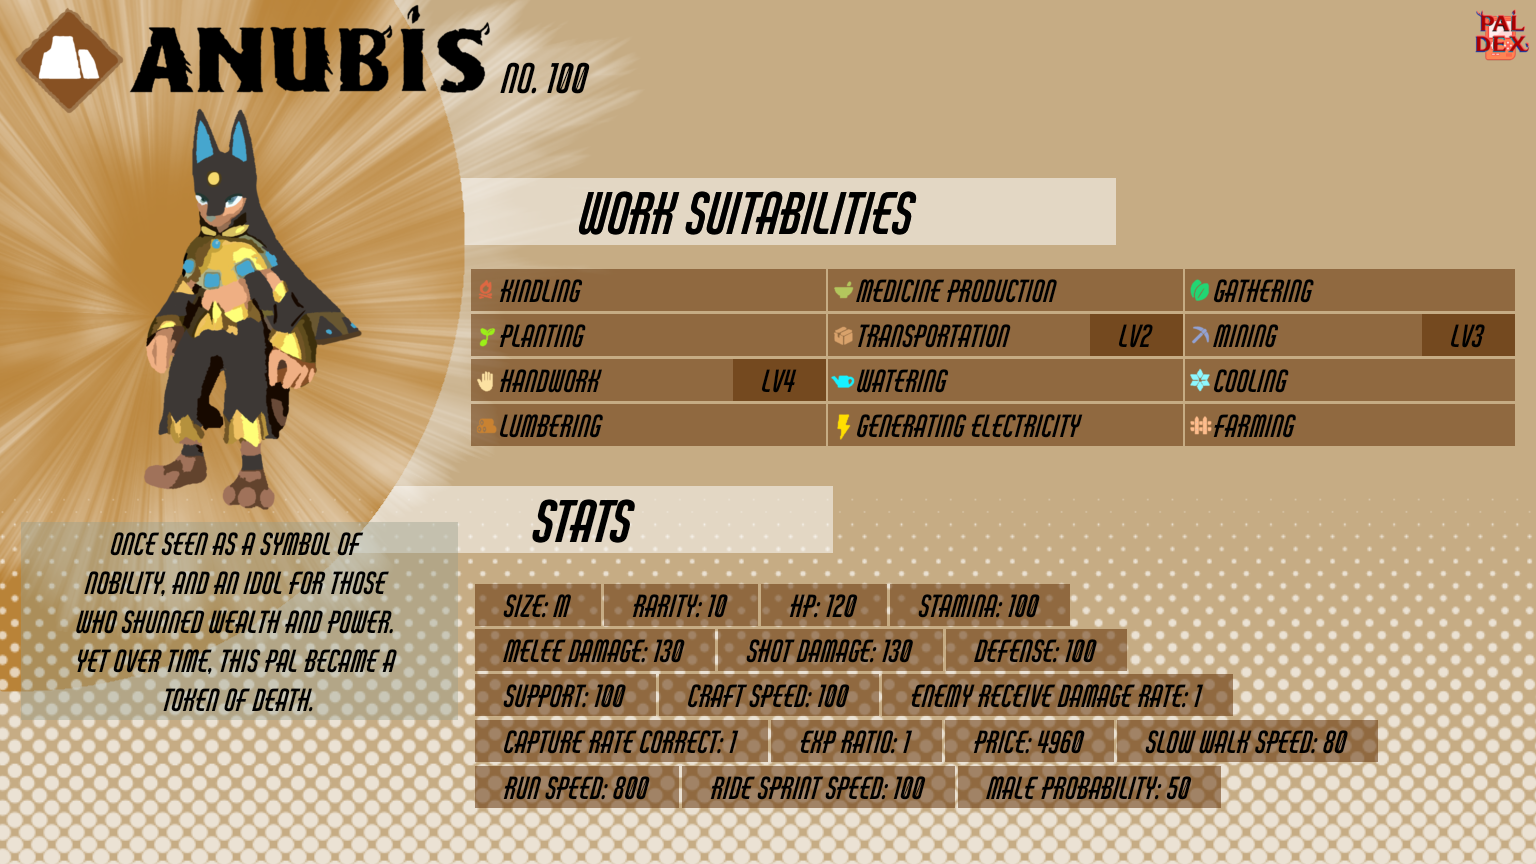 ANUBIS NO. 100
PAL
DEX
WORK SUITABILITIES
KINDLING MEDICINE PRODUCTION GATHERING
PLANTING TRANSPORTATION LV2 MINING LV3
HANDWORK LV4 WATERING COOLING
LUMBERING GENERATING ELECTRICITY FARMING
STATS
ONCE SEEN AS A SYMBOL OF
NOBILITY, AND AN IDOL FOR THOSE
WHO SHUNNED WEALTH AND POWER.
YET OVER TIME, THIS PAL BECAME A
TOKEN OF DEATH.
SIZE: M RARITY: 10 HP: 120 STAMINA: 100
MELEE DAMAGE: 130 SHOT DAMAGE: 130 DEFENSE: 100
SUPPORT: 100 CRAFT SPEED: 100 ENEMY RECEIVE DAMAGE RATE: 1
CAPTURE RATE CORRECT: 1 EXP RATIO: 1 PRICE: 4960 SLOW WALK SPEED: 80
RUN SPEED: 800 RIDE SPRINT SPEED: 100 MALE PROBABILITY: 50